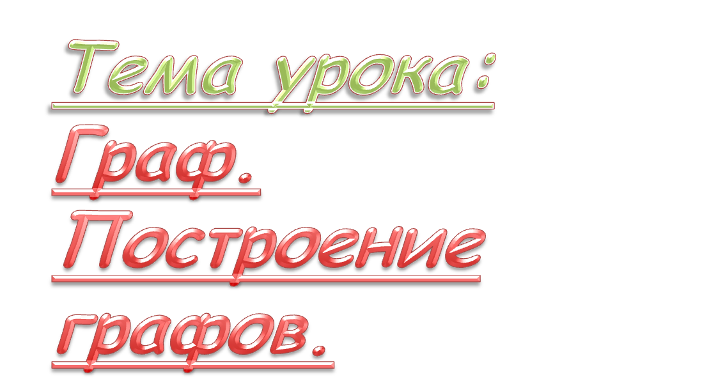 Тема урока:
Граф.
Построение
графов.